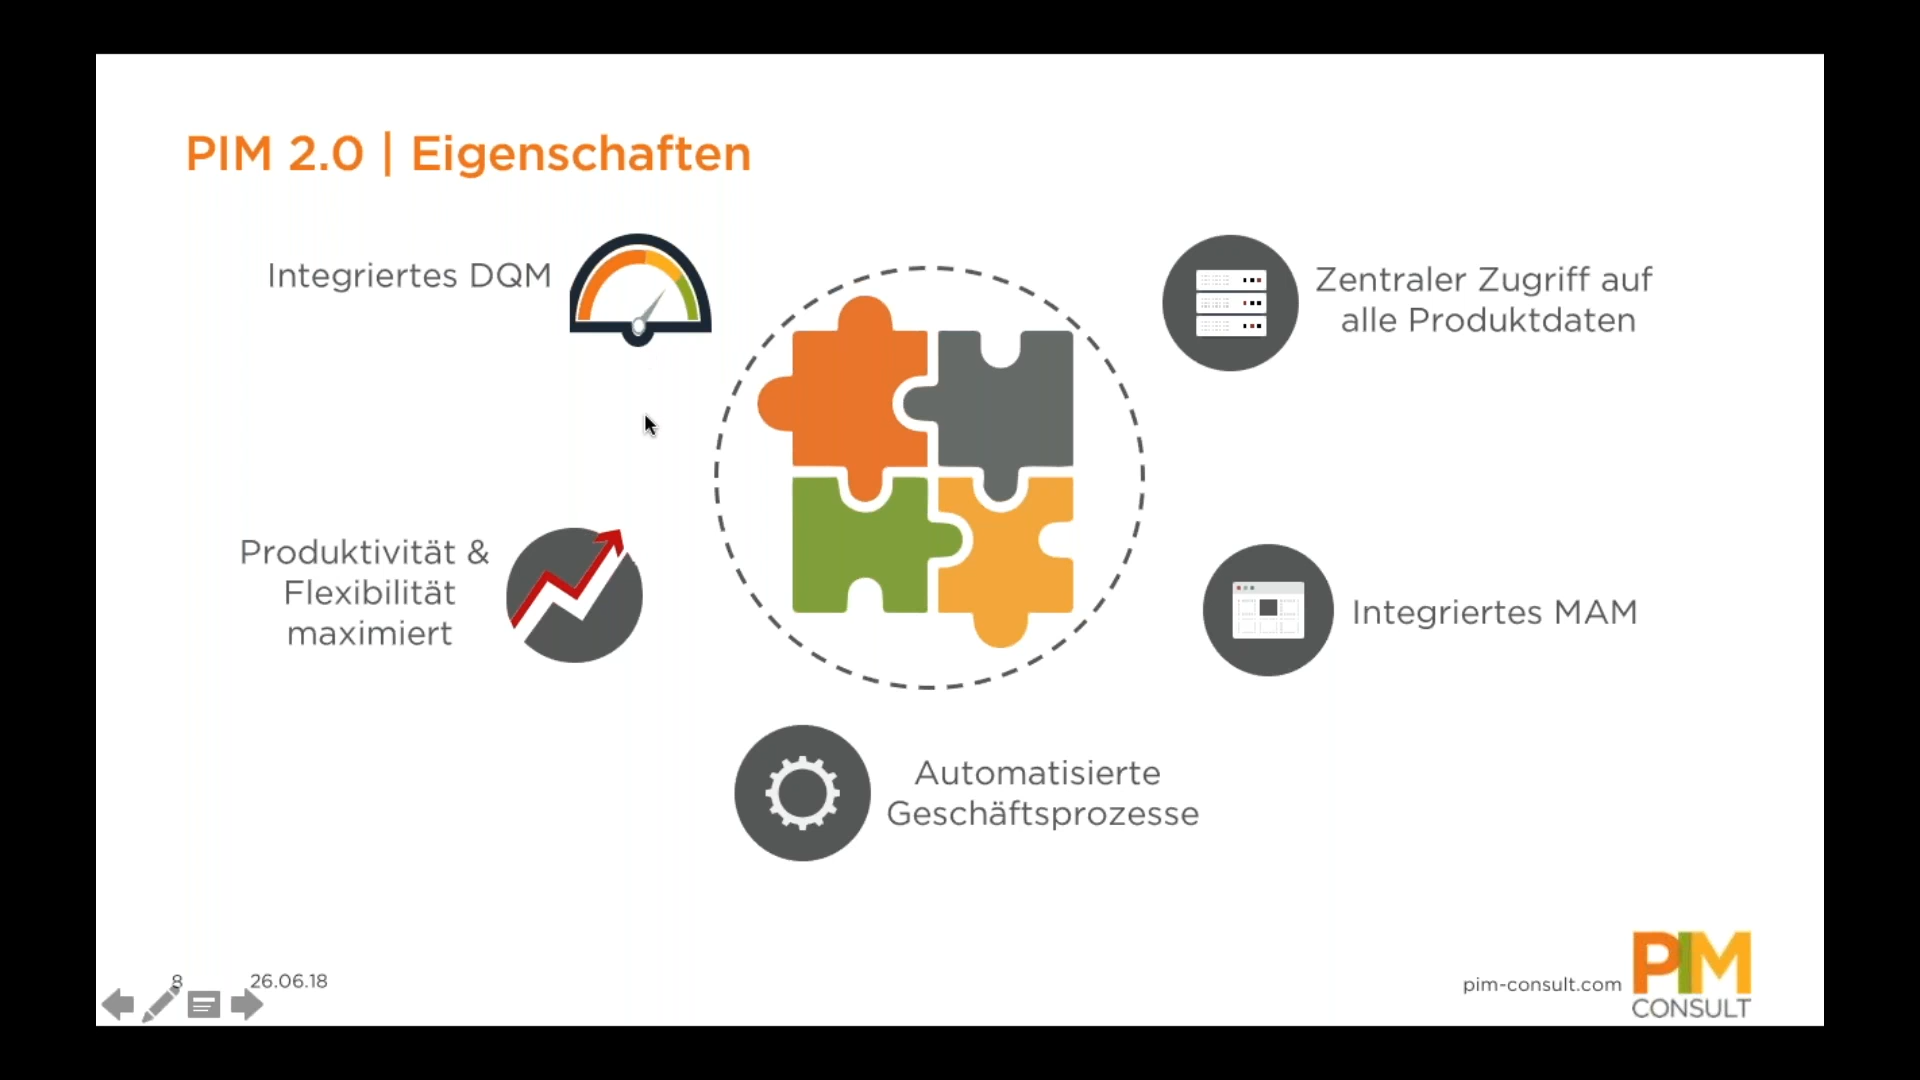 PIM 2.0 | Eigenschaften
Integriertes DQM
Zentraler Zugriff auf
alle Produktdaten
Produktivität &
Flexibilität
maximiert
Integriertes MAM
Automatisierte
Geschäftsprozesse
8
26.06.18
pim-consult.com
PIM
CONSULT